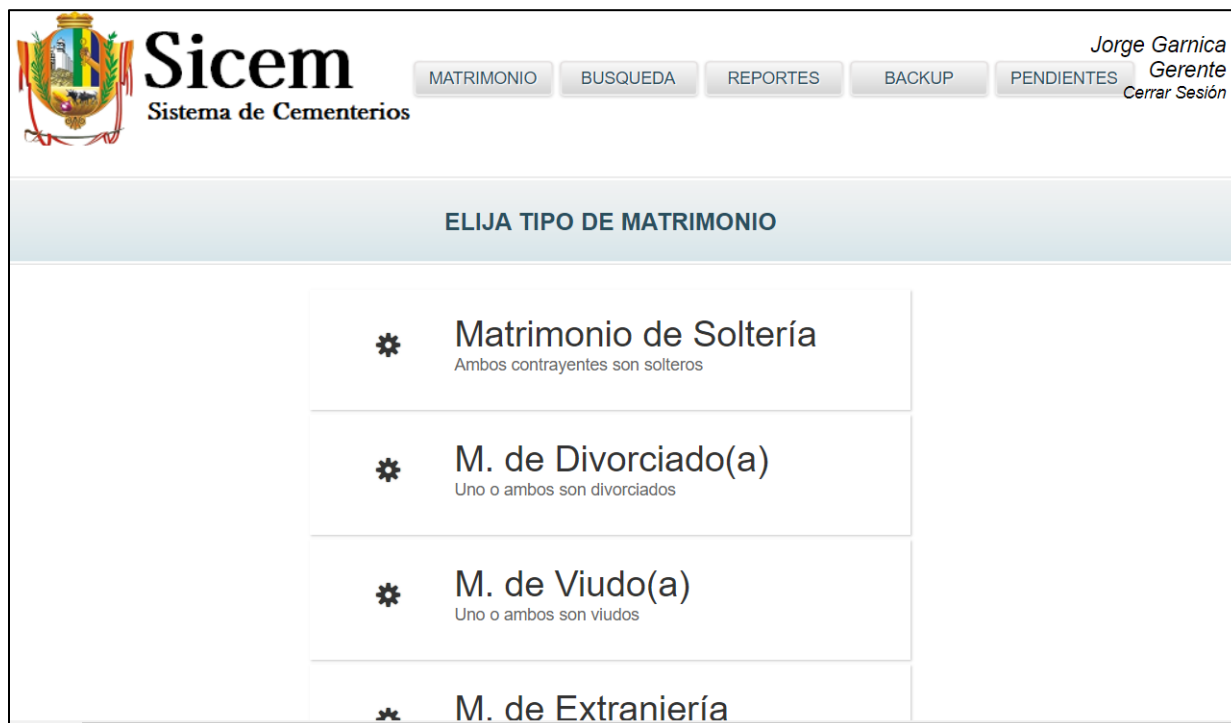 Sicem
Sistema de Cementerios
MATRIMONIO
BUSQUEDA
REPORTES
BACKUP
PENDIENTES
Jorge Garnica
Gerente
Cerrar Sesión
ELIJA TIPO DE MATRIMONIO
Matrimonio de Soltería
Ambos contrayentes son solteros
M. de Divorciado(a)
Uno o ambos son divorciados
M. de Viudo(a)
Uno o ambos son viudos
M. de Extranjería